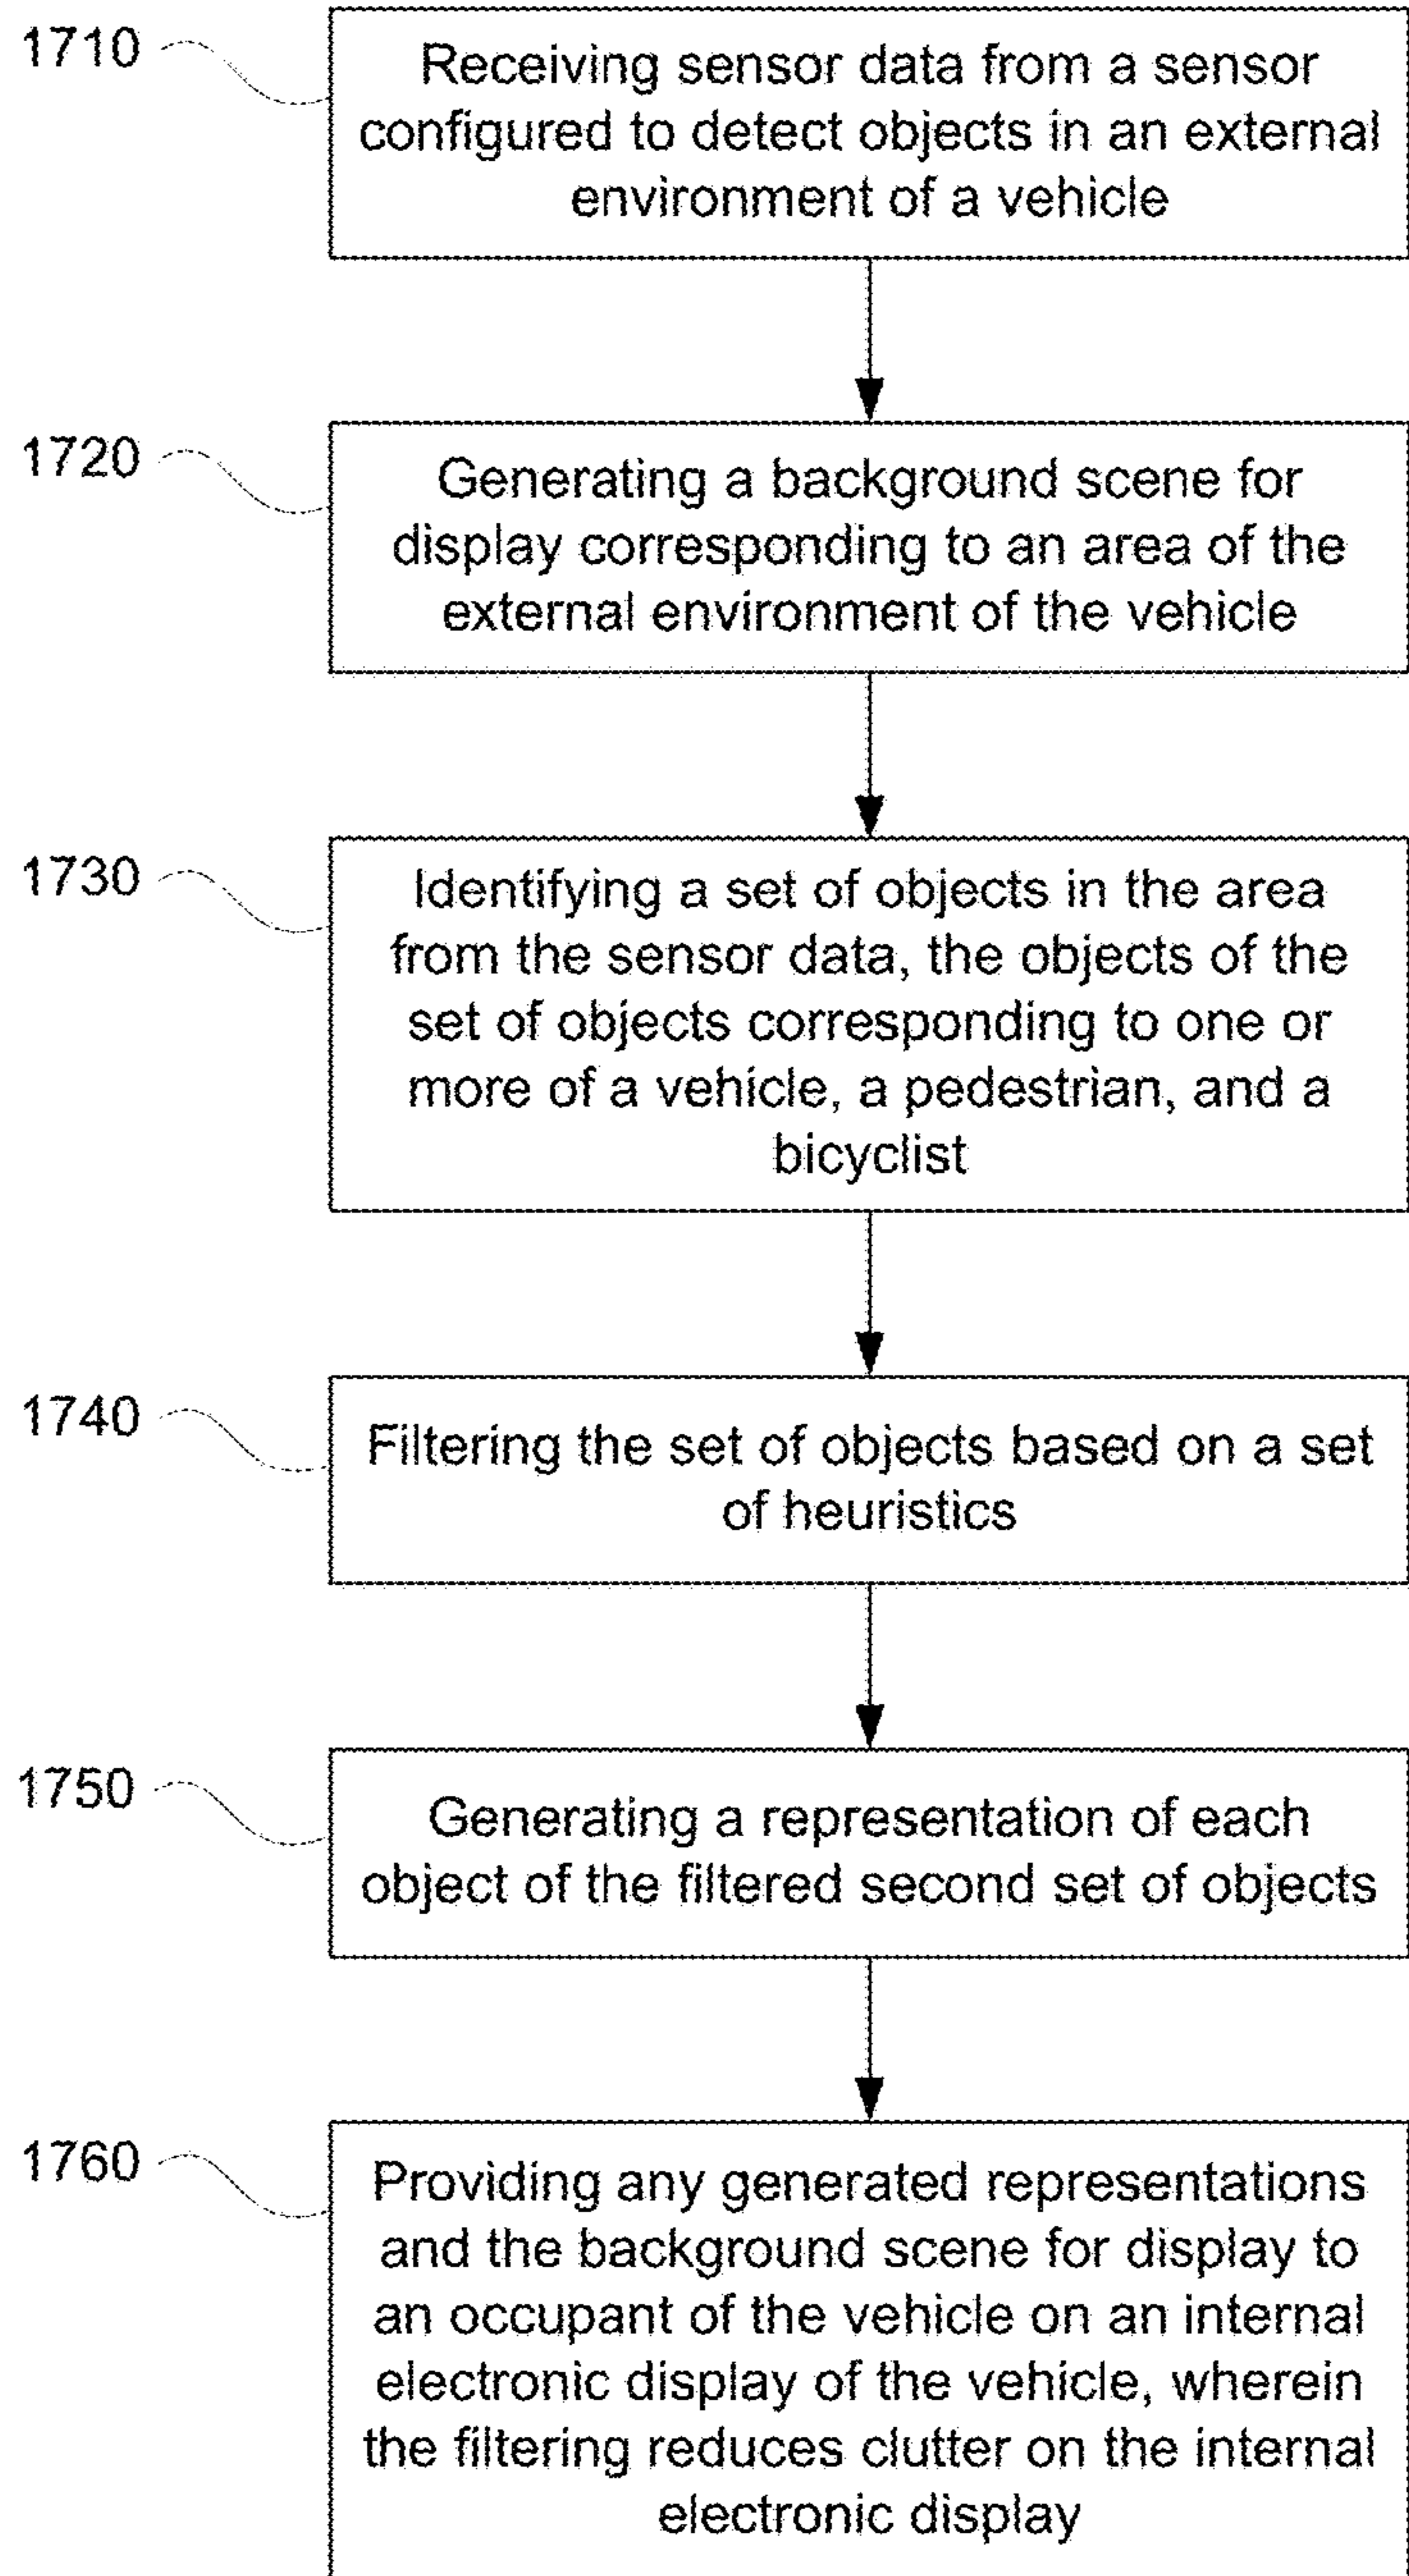 1710
Receiving sensor data from a sensor
configured to detect objects in an external
environment of a vehicle
1720
Generating a background scene for
display corresponding to an area of the
external environment of the vehicle
1730
Identifying a set of objects in the area
from the sensor data, the objects of the
set of objects corresponding to one or
more of a vehicle, a pedestrian, and a
bicyclist
1740
Filtering the set of objects based on a set
of heuristics
1750
Generating a representation of each
object of the filtered second set of objects
1760
Providing any generated representations
and the background scene for display to
an occupant of the vehicle on an internal
electronic display of the vehicle, wherein
the filtering reduces clutter on the internal
electronic display